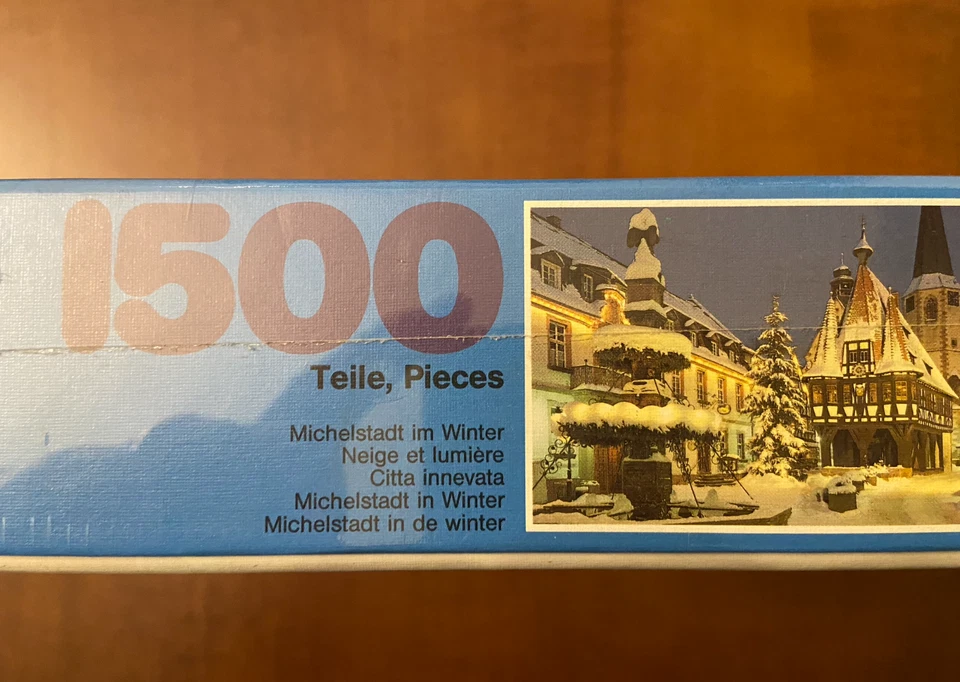 1500
Teile, Pieces
Michelstadt im Winter
Neige et lumière
Citta innevata
Michelstadt in Winter
Michelstadt in de winter